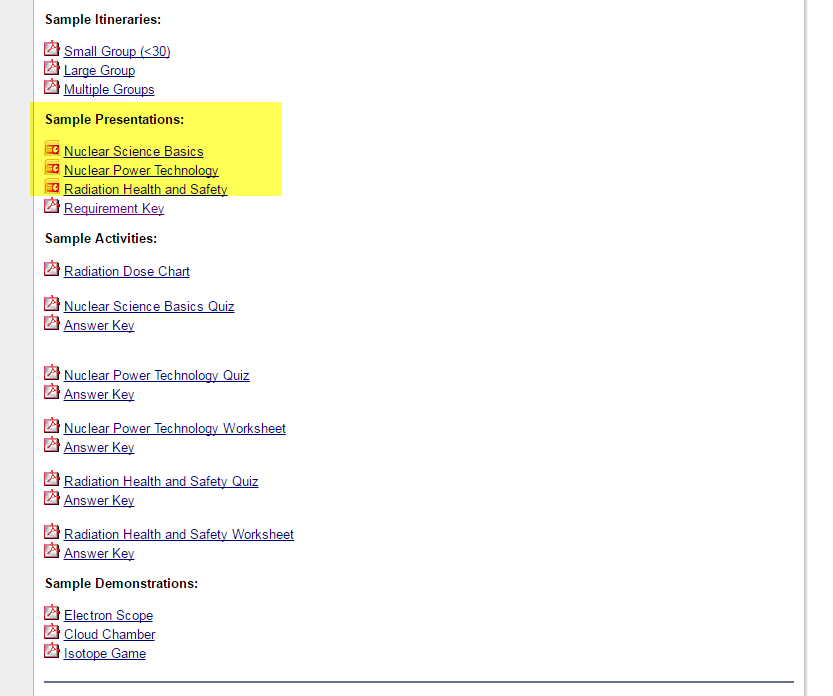 Sample Itineraries:
Small Group (<30)
Large Group
Multiple Groups
Sample Presentations:
Nuclear Science Basics
Nuclear Power Technology
Radiation Health and Safety
Requirement Key
Sample Activities:
Radiation Dose Chart
Nuclear Science Basics Quiz
Answer Key
Nuclear Power Technology Quiz
Answer Key
Nuclear Power Technology Worksheet
Answer Key
Radiation Health and Safety Quiz
Answer Key
Radiation Health and Safety Worksheet
Answer Key
Sample Demonstrations:
Electron Scope
Cloud Chamber
Isotope Game